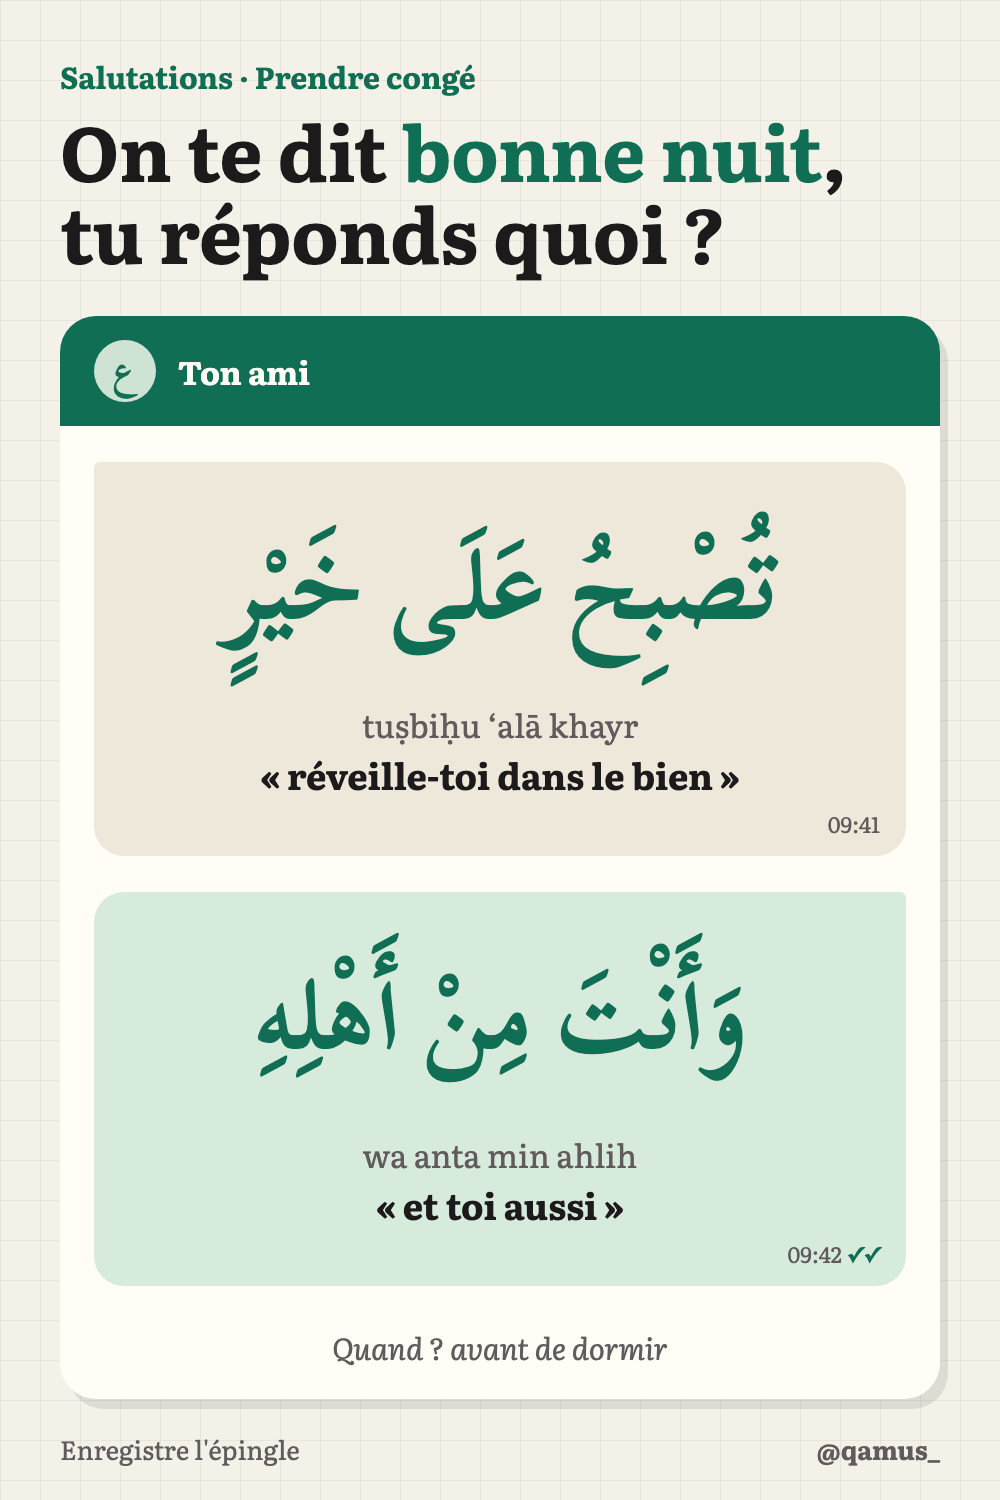 Salutations · Prendre congé
On te dit bonne nuit,
tu réponds quoi ?
ع
Ton ami
تُصْبِحُ عَلَى خَيْرٍ
tuṣbiḥu ‘alā khayr
« réveille-toi dans le bien »
09:41
وَأَنْتَ مِنْ أَهْلِهِ
wa anta min ahlih
« et toi aussi »
09:42 ✓✓
Quand ? avant de dormir
Enregistre l'épingle
@qamus_